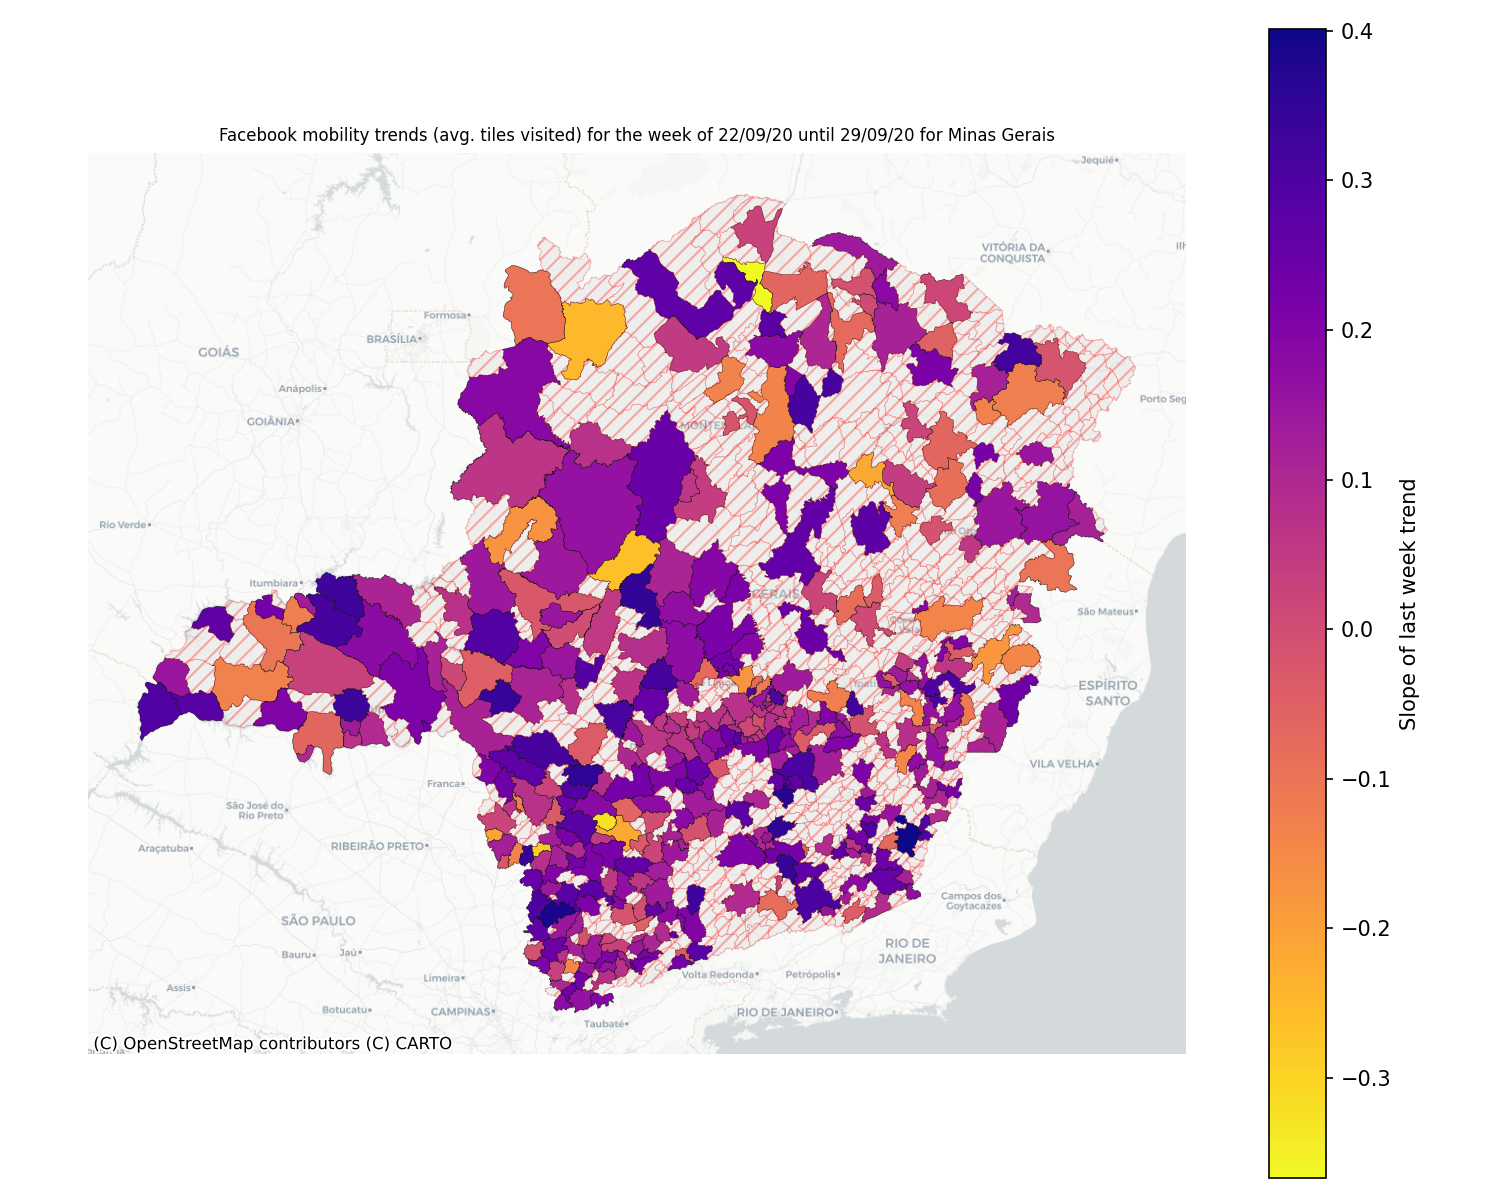 Facebook mobility trends (avg. tiles visited) for the week of 22/09/20 until 29/09/20 for Minas Gerais
Jequié
VITÓRIA DA
CONQUISTA
Formosa
BRASÍLIA
GOIÁS
Anápolis
GOIÂNIA
Porto Seg
Rio Verde
Itumbiara
GERAIS
São Mateus
ESPÍRITO
SANTO
VILA VELHA
Franca
São José do
Rio Preto
RIBEIRÃO PRETO
Araçatuba
Campos dos
Goytacazes
SÃO PAULO
RIO DE
JANEIRO
Bauru
Jaú
Limeira
Volta Redonda
Petrópolis
Assis
Botucatu
CAMPINAS
RIO DE JANEIRO
Taubaté
(C) OpenStreetMap contributors (C) CARTO
0.4
0.3
0.2
0.1
0.0
−0.1
−0.2
−0.3
Slope of last week trend